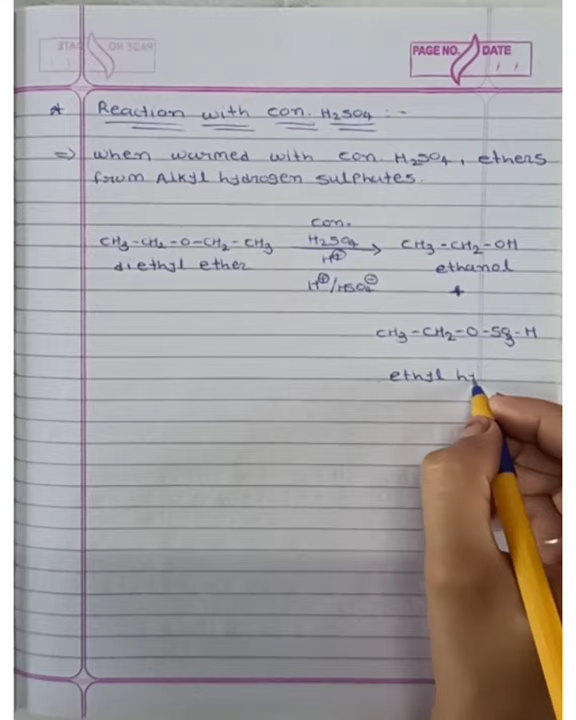 PAGE NO. DATE
* Reaction with con. H₂SO₄ :-
=> when warmed with con. H₂SO₄, ethers
from Alkyl hydrogen sulphates.
con.
CH₃-CH₂-O-CH₂-CH₃ H₂SO₄ → CH₃-CH₂-OH
H⊕
diethyl ether ethanol
H⊕/HSO₄⊖ +
CH₃-CH₂-O-SO₃-H
ethyl hy